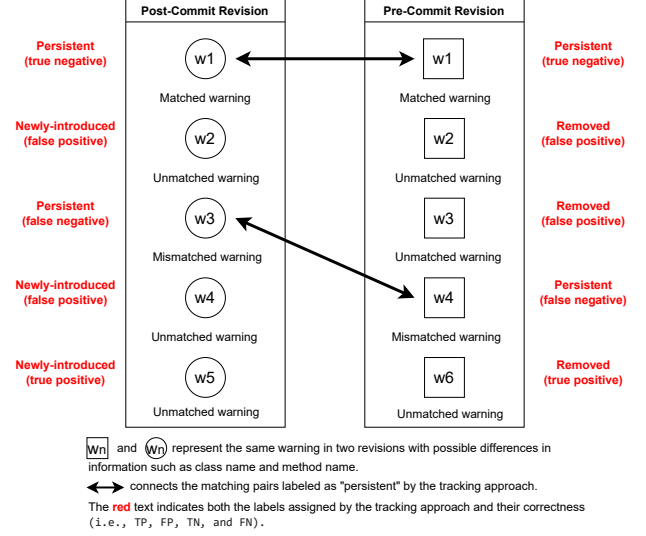 Post-Commit Revision
Pre-Commit Revision
Persistent
(true negative)
w1
w1
Persistent
(true negative)
Matched warning
Matched warning
Newly-introduced
(false positive)
w2
w2
Removed
(false positive)
Unmatched warning
Unmatched warning
Persistent
(false negative)
w3
w3
Removed
(false positive)
Mismatched warning
Unmatched warning
Newly-introduced
(false positive)
w4
w4
Persistent
(false negative)
Unmatched warning
Mismatched warning
Newly-introduced
(true positive)
w5
w6
Removed
(true positive)
Unmatched warning
Unmatched warning
Wn and Wn represent the same warning in two revisions with possible differences in
information such as class name and method name.
connects the matching pairs labeled as "persistent" by the tracking approach.
The red text indicates both the labels assigned by the tracking approach and their correctness
(i.e., TP, FP, TN, and FN).